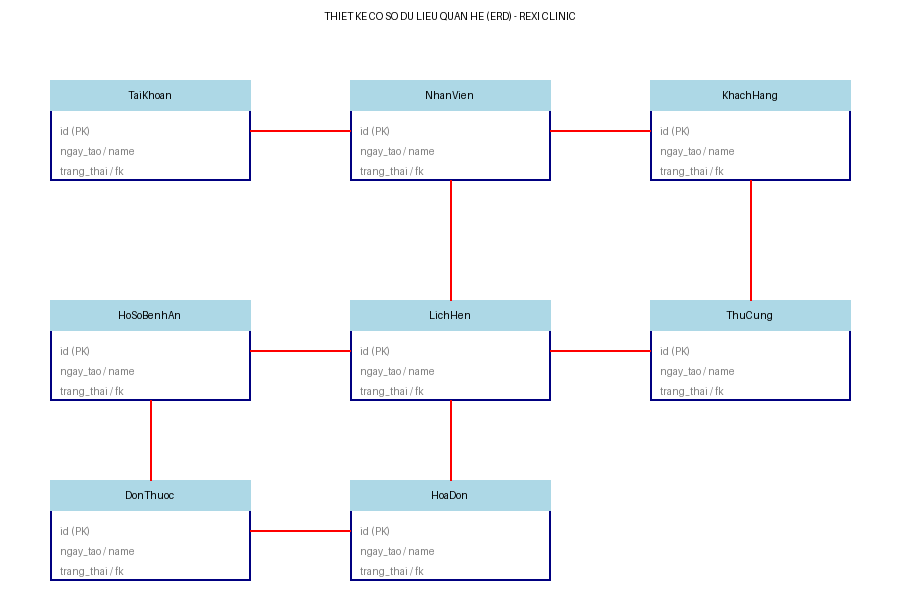 THIET KE CO SO DU LIEU QUAN HE (ERD) - REXI CLINIC
TaiKhoan
id (PK)
ngay_tao / name
trang_thai / fk
NhanVien
id (PK)
ngay_tao / name
trang_thai / fk
KhachHang
id (PK)
ngay_tao / name
trang_thai / fk
HoSoBenhAn
id (PK)
ngay_tao / name
trang_thai / fk
LichHen
id (PK)
ngay_tao / name
trang_thai / fk
ThuCung
id (PK)
ngay_tao / name
trang_thai / fk
DonThuoc
id (PK)
ngay_tao / name
trang_thai / fk
HoaDon
id (PK)
ngay_tao / name
trang_thai / fk